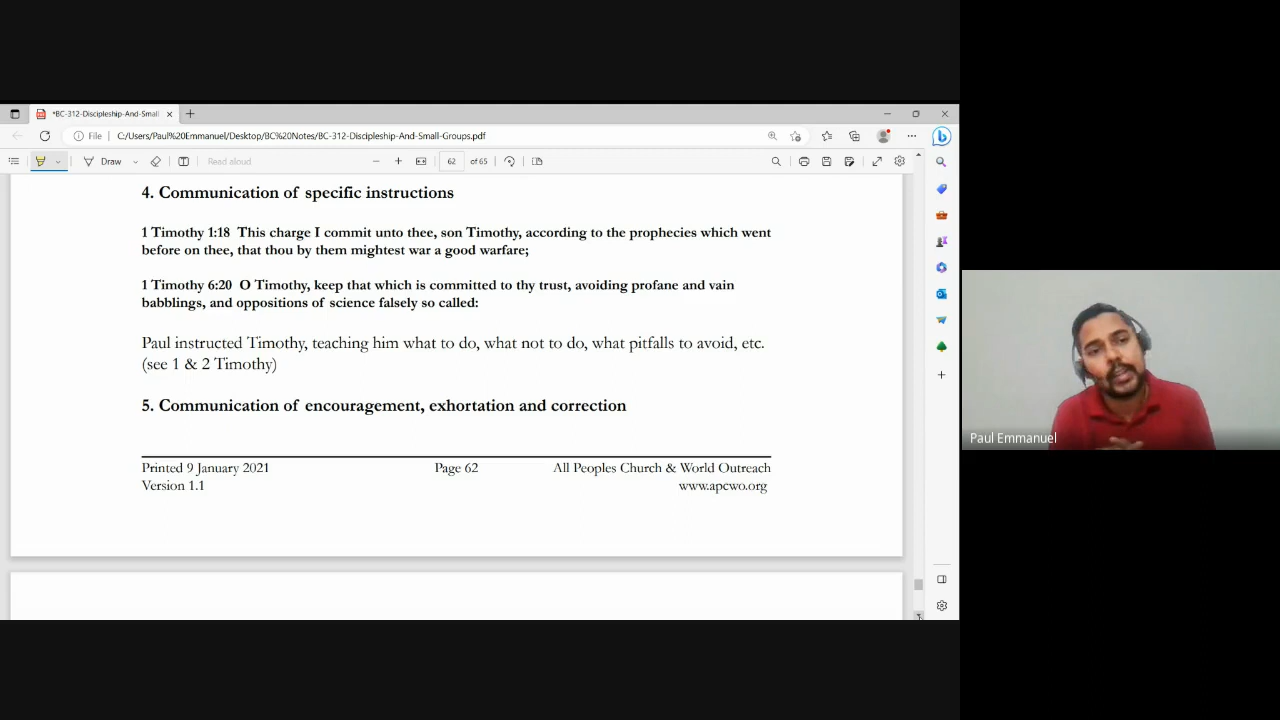 *BC-312-Discipleship-And-Small
File
C:/Users/Paul%20Emmanuel/Desktop/BC%20Notes/BC-312-Discipleship-And-Small-Groups.pdf
Draw
Read aloud
62 of 65
4. Communication of specific instructions
1 Timothy 1:18 This charge I commit unto thee, son Timothy, according to the prophecies which went
before on thee, that thou by them mightest war a good warfare;
1 Timothy 6:20 O Timothy, keep that which is committed to thy trust, avoiding profane and vain
babblings, and oppositions of science falsely so called:
Paul instructed Timothy, teaching him what to do, what not to do, what pitfalls to avoid, etc.
(see 1 & 2 Timothy)
5. Communication of encouragement, exhortation and correction
Printed 9 January 2021 Page 62 All Peoples Church & World Outreach
Version 1.1 www.apcwo.org
Paul Emmanuel